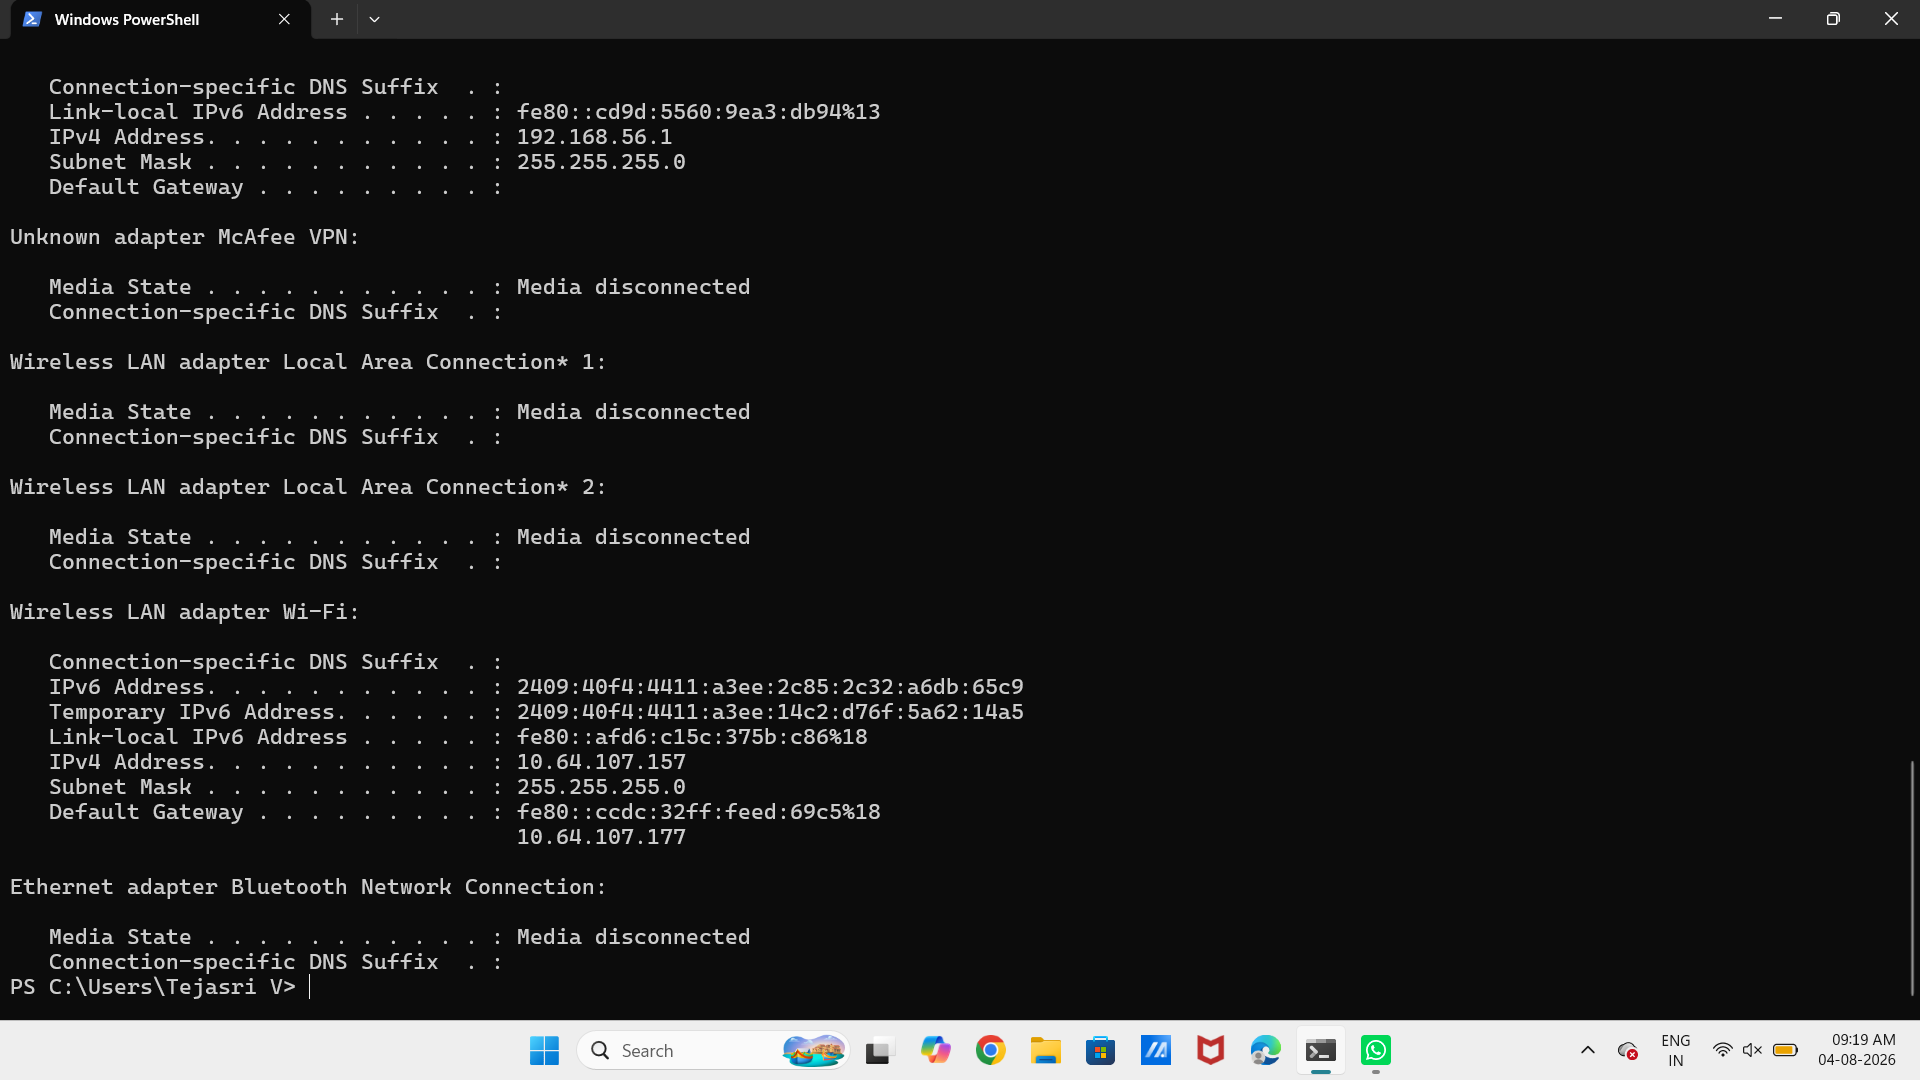 Windows PowerShell
   Connection-specific DNS Suffix  . :
   Link-local IPv6 Address . . . . . : fe80::cd9d:5560:9ea3:db94%13
   IPv4 Address. . . . . . . . . . . : 192.168.56.1
   Subnet Mask . . . . . . . . . . . : 255.255.255.0
   Default Gateway . . . . . . . . . :
Unknown adapter McAfee VPN:
   Media State . . . . . . . . . . . : Media disconnected
   Connection-specific DNS Suffix  . :
Wireless LAN adapter Local Area Connection* 1:
   Media State . . . . . . . . . . . : Media disconnected
   Connection-specific DNS Suffix  . :
Wireless LAN adapter Local Area Connection* 2:
   Media State . . . . . . . . . . . : Media disconnected
   Connection-specific DNS Suffix  . :
Wireless LAN adapter Wi-Fi:
   Connection-specific DNS Suffix  . :
   IPv6 Address. . . . . . . . . . . : 2409:40f4:4411:a3ee:2c85:2c32:a6db:65c9
   Temporary IPv6 Address. . . . . . : 2409:40f4:4411:a3ee:14c2:d76f:5a62:14a5
   Link-local IPv6 Address . . . . . : fe80::afd6:c15c:375b:c86%18
   IPv4 Address. . . . . . . . . . . : 10.64.107.157
   Subnet Mask . . . . . . . . . . . : 255.255.255.0
   Default Gateway . . . . . . . . . : fe80::ccdc:32ff:feed:69c5%18
                                       10.64.107.177
Ethernet adapter Bluetooth Network Connection:
   Media State . . . . . . . . . . . : Media disconnected
   Connection-specific DNS Suffix  . :
PS C:\Users\Tejasri V>
Search
ENG
IN
09:19 AM
04-08-2026